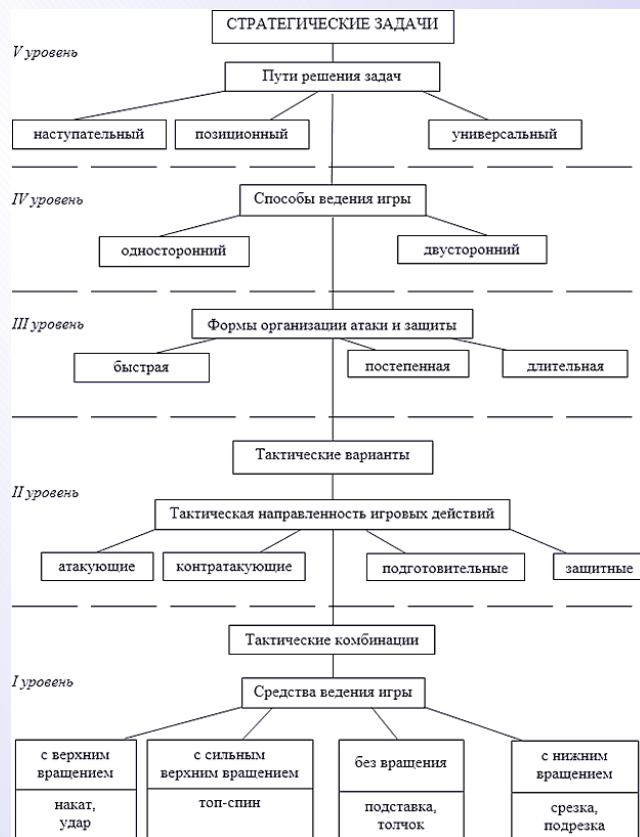 СТРАТЕГИЧЕСКИЕ ЗАДАЧИ
V уровень
Пути решения задач
наступательный
позиционный
универсальный
IV уровень
Способы ведения игры
односторонний
двусторонний
III уровень
Формы организации атаки и защиты
быстрая
постепенная
длительная
Тактические варианты
II уровень
Тактическая направленность игровых действий
атакующие
контратакующие
подготовительные
защитные
Тактические комбинации
I уровень
Средства ведения игры
с верхним
вращением
накат,
удар
с сильным
верхним вращением
топ-спин
без вращения
подставка,
толчок
с нижним
вращением
срезка,
подрезка